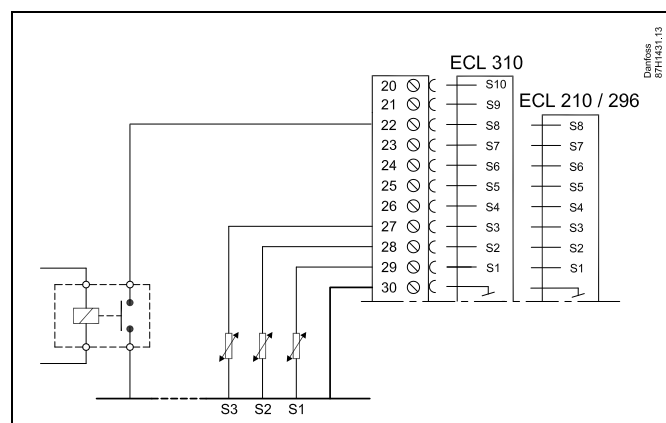 Danfoss
87H1431.13
ECL 310
ECL 210 / 296
20 S10
21 S9
22 S8 S8
23 S7 S7
24 S6 S6
25 S5 S5
26 S4 S4
27 S3 S3
28 S2 S2
29 S1 S1
30
S3 S2 S1